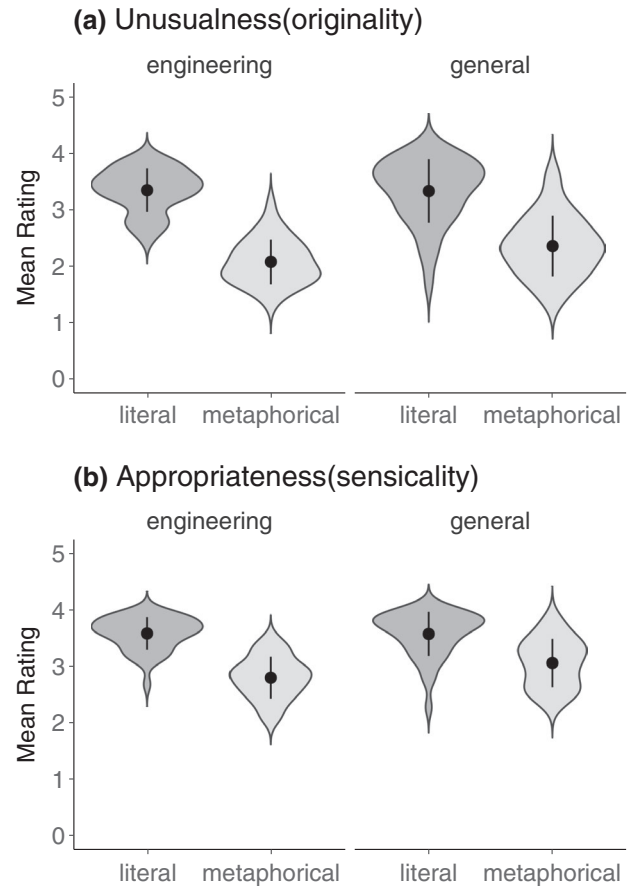 (a) Unusualness(originality)
engineering general
Mean Rating
5
4
3
2
1
0
literal metaphorical literal metaphorical
(b) Appropriateness(sensicality)
engineering general
Mean Rating
5
4
3
2
1
0
literal metaphorical literal metaphorical